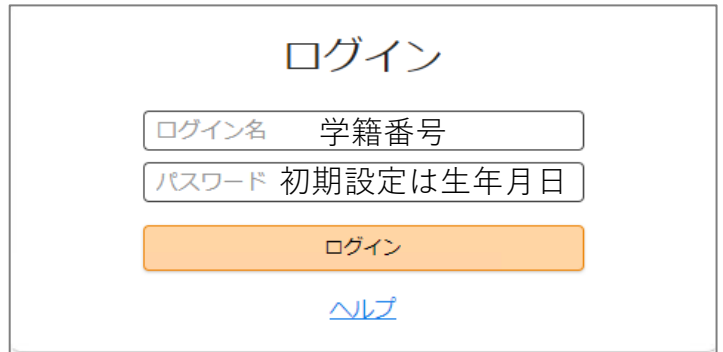 ログイン
ログイン名 学籍番号
パスワード 初期設定は生年月日
ログイン
ヘルプ